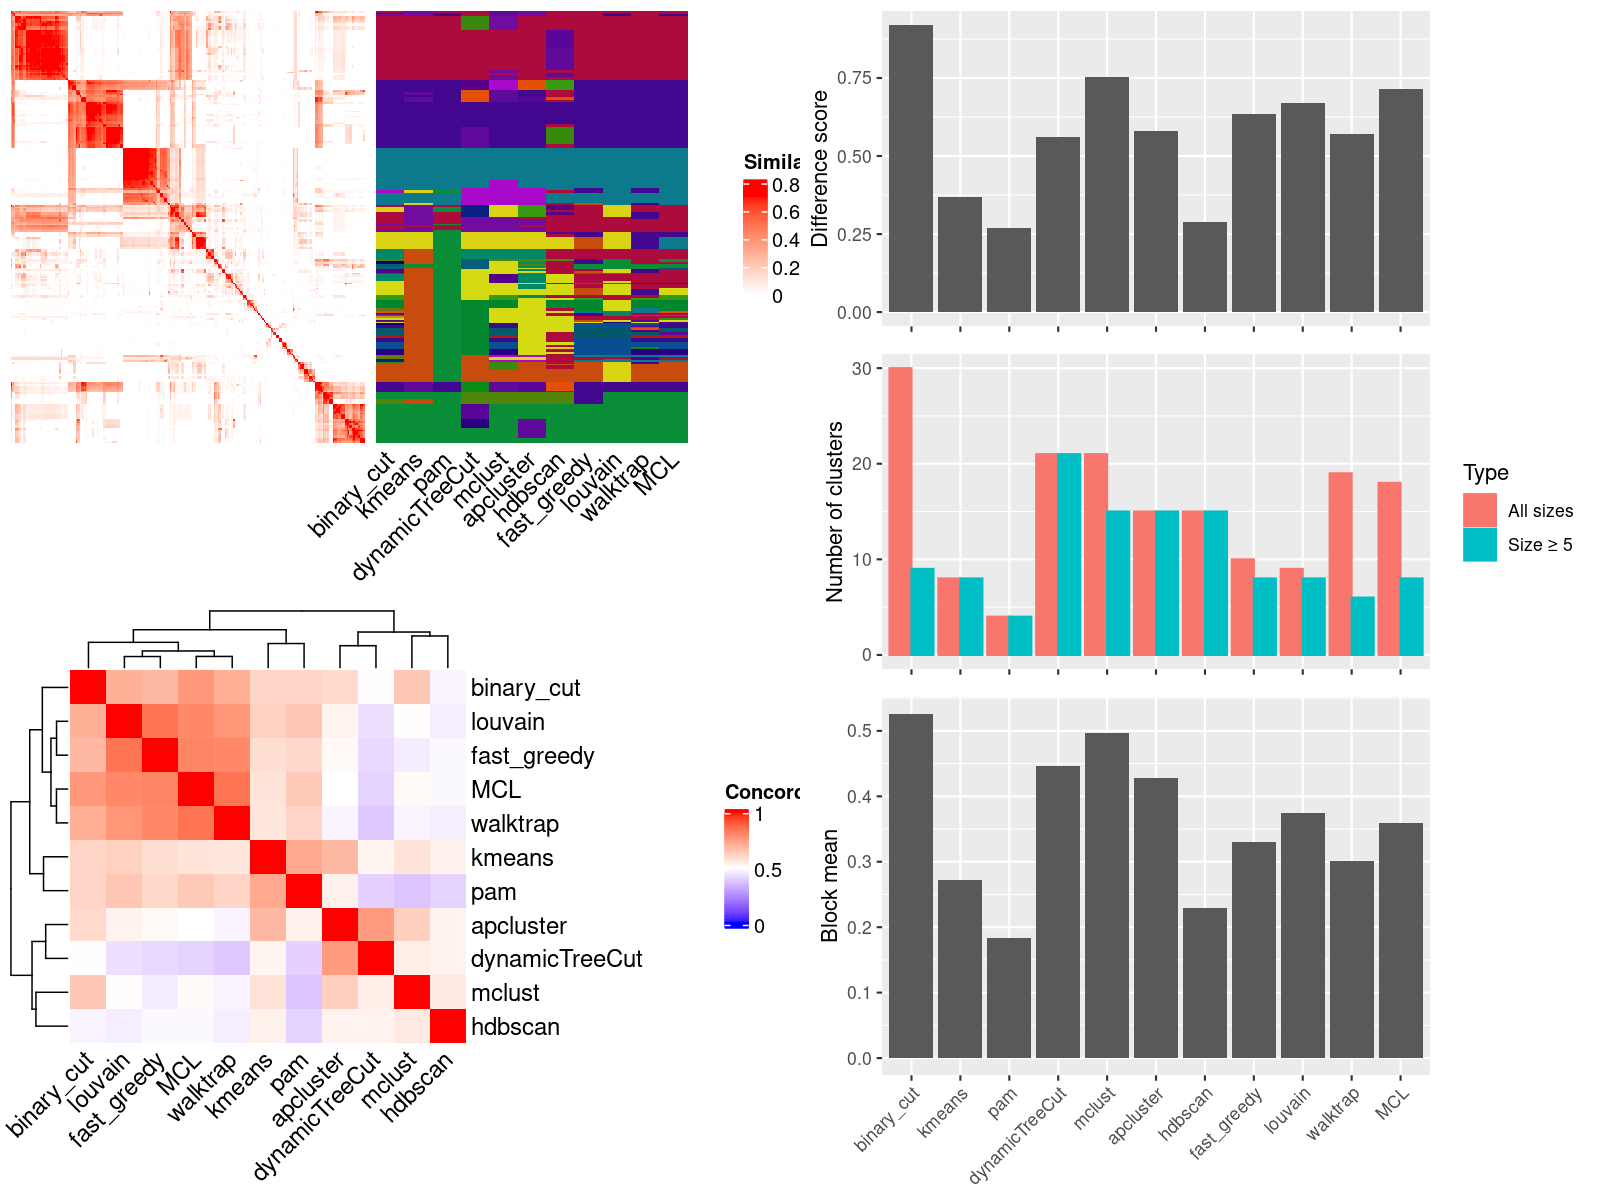 Simila
0.8
0.6
0.4
0.2
0
binary_cut
kmeans
pam
dynamicTreeCut
mclust
apcluster
hdbscan
fast_greedy
louvain
walktrap
MCL
Difference score
0.75
0.50
0.25
0.00
Number of clusters
30
20
10
0
Type
All sizes
Size ≥ 5
binary_cut
louvain
fast_greedy
MCL
walktrap
kmeans
pam
apcluster
dynamicTreeCut
mclust
hdbscan
binary_cut
louvain
fast_greedy
MCL
walktrap
kmeans
pam
apcluster
dynamicTreeCut
mclust
hdbscan
Concord
1
0.5
0
Block mean
0.5
0.4
0.3
0.2
0.1
0.0
binary_cut
kmeans
pam
dynamicTreeCut
mclust
apcluster
hdbscan
fast_greedy
louvain
walktrap
MCL